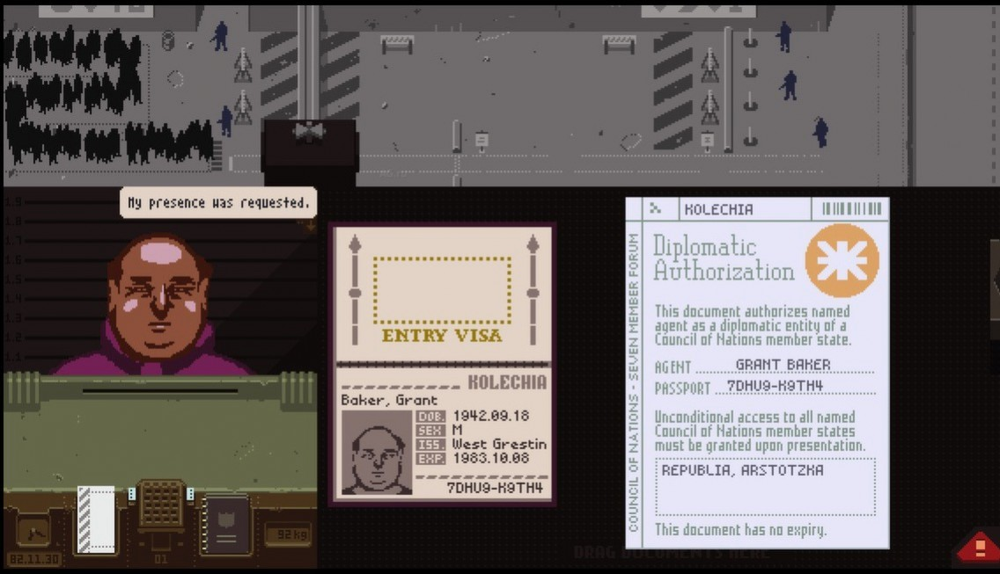 1.9
1.8
1.7
1.6
1.5
1.4
1.3
1.2
1.1
My presence was requested.
ENTRY VISA
KOLECHIA
Baker, Grant
DOB. 1942.09.18
SEX M
ISS. West Grestin
EXP. 1983.10.08
7DHU9-K9TH4
KOLECHIA
COUNCIL OF NATIONS - SEVEN MEMBER FORUM
Diplomatic
Authorization
This document authorizes named
agent as a diplomatic entity of a
Council of Nations member state.
AGENT GRANT BAKER
PASSPORT 7DHU9-K9TH4
Unconditional access to all named
Council of Nations member states
must be granted upon presentation.
REPUBLIA, ARSTOTZKA
This document has no expiry.
82.11.30
01
92kg
DRAG DOCUMENTS HERE